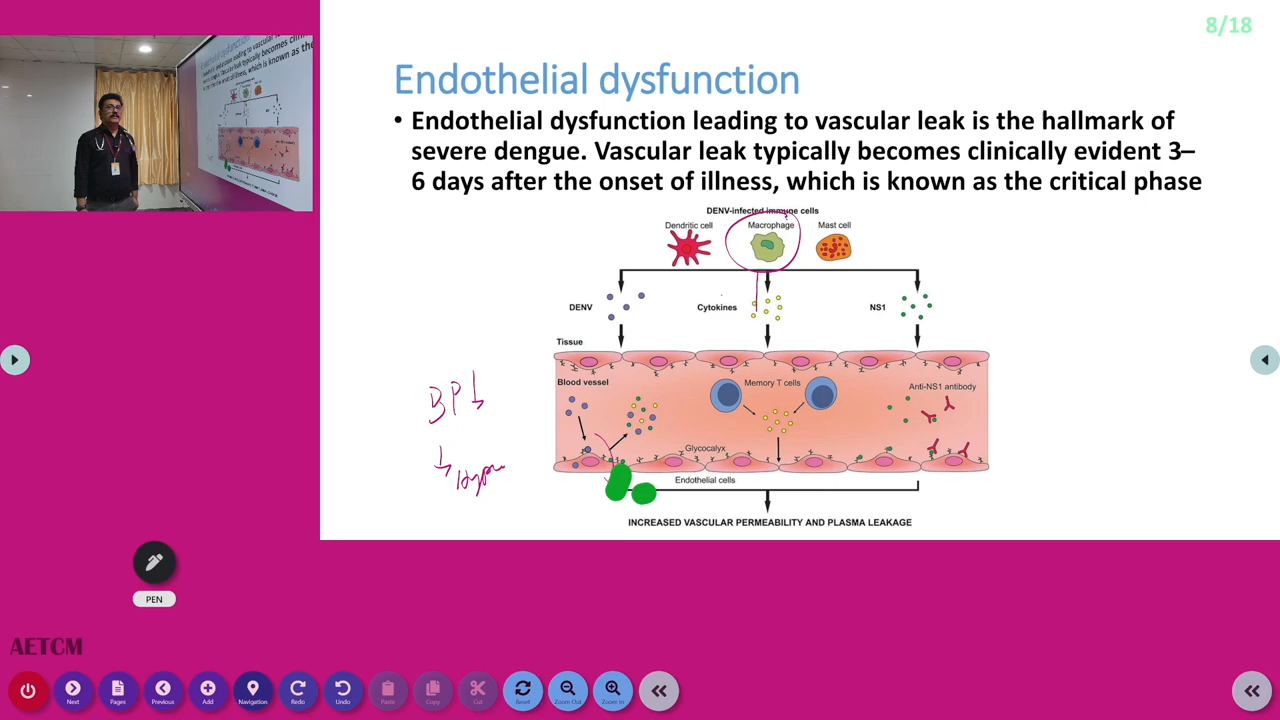 8/18
Endothelial dysfunction
• Endothelial dysfunction leading to vascular leak is the hallmark of
severe dengue. Vascular leak typically becomes clinically evident 3–
6 days after the onset of illness, which is known as the critical phase
DENV-infected immune cells
Dendritic cell
Macrophage
Mast cell
DENV
Cytokines
NS1
Tissue
Blood vessel
Memory T cells
Anti-NS1 antibody
BP↓
↳ Hypo
Glycocalyx
Endothelial cells
INCREASED VASCULAR PERMEABILITY AND PLASMA LEAKAGE
PEN
AETCM
Next
Pages
Previous
Add
Navigation
Redo
Undo
Paste
Copy
Cut
Reset
Zoom Out
Zoom In